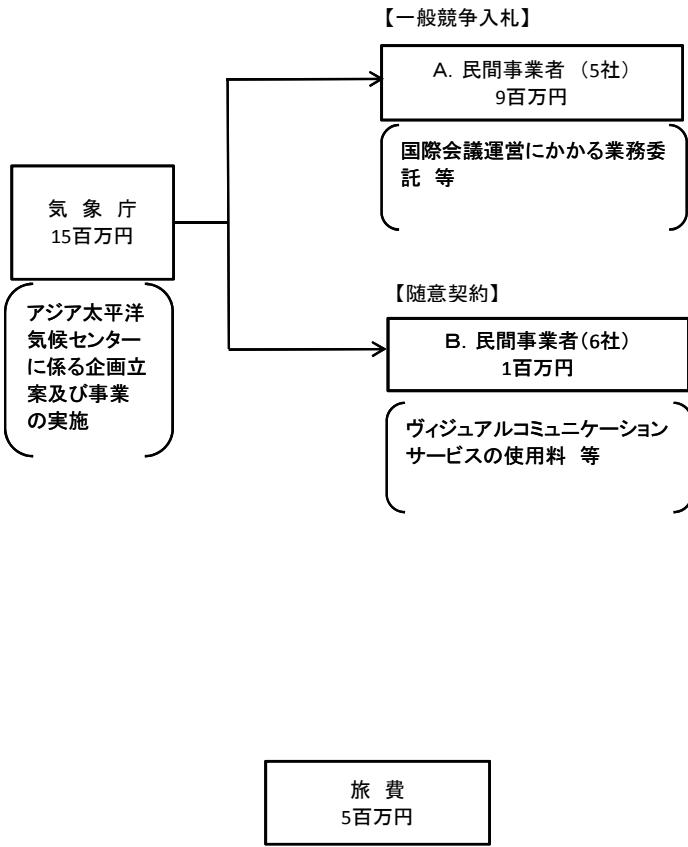 【一般競争入札】
A. 民間事業者 （5社）
9百万円
国際会議運営にかかる業務委
託 等
気 象 庁
15百万円
アジア太平洋
気候センター
に係る企画立
案及び事業
の実施
【随意契約】
B. 民間事業者（6社）
1百万円
ヴィジュアルコミュニケーション
サービスの使用料 等
旅 費
5百万円